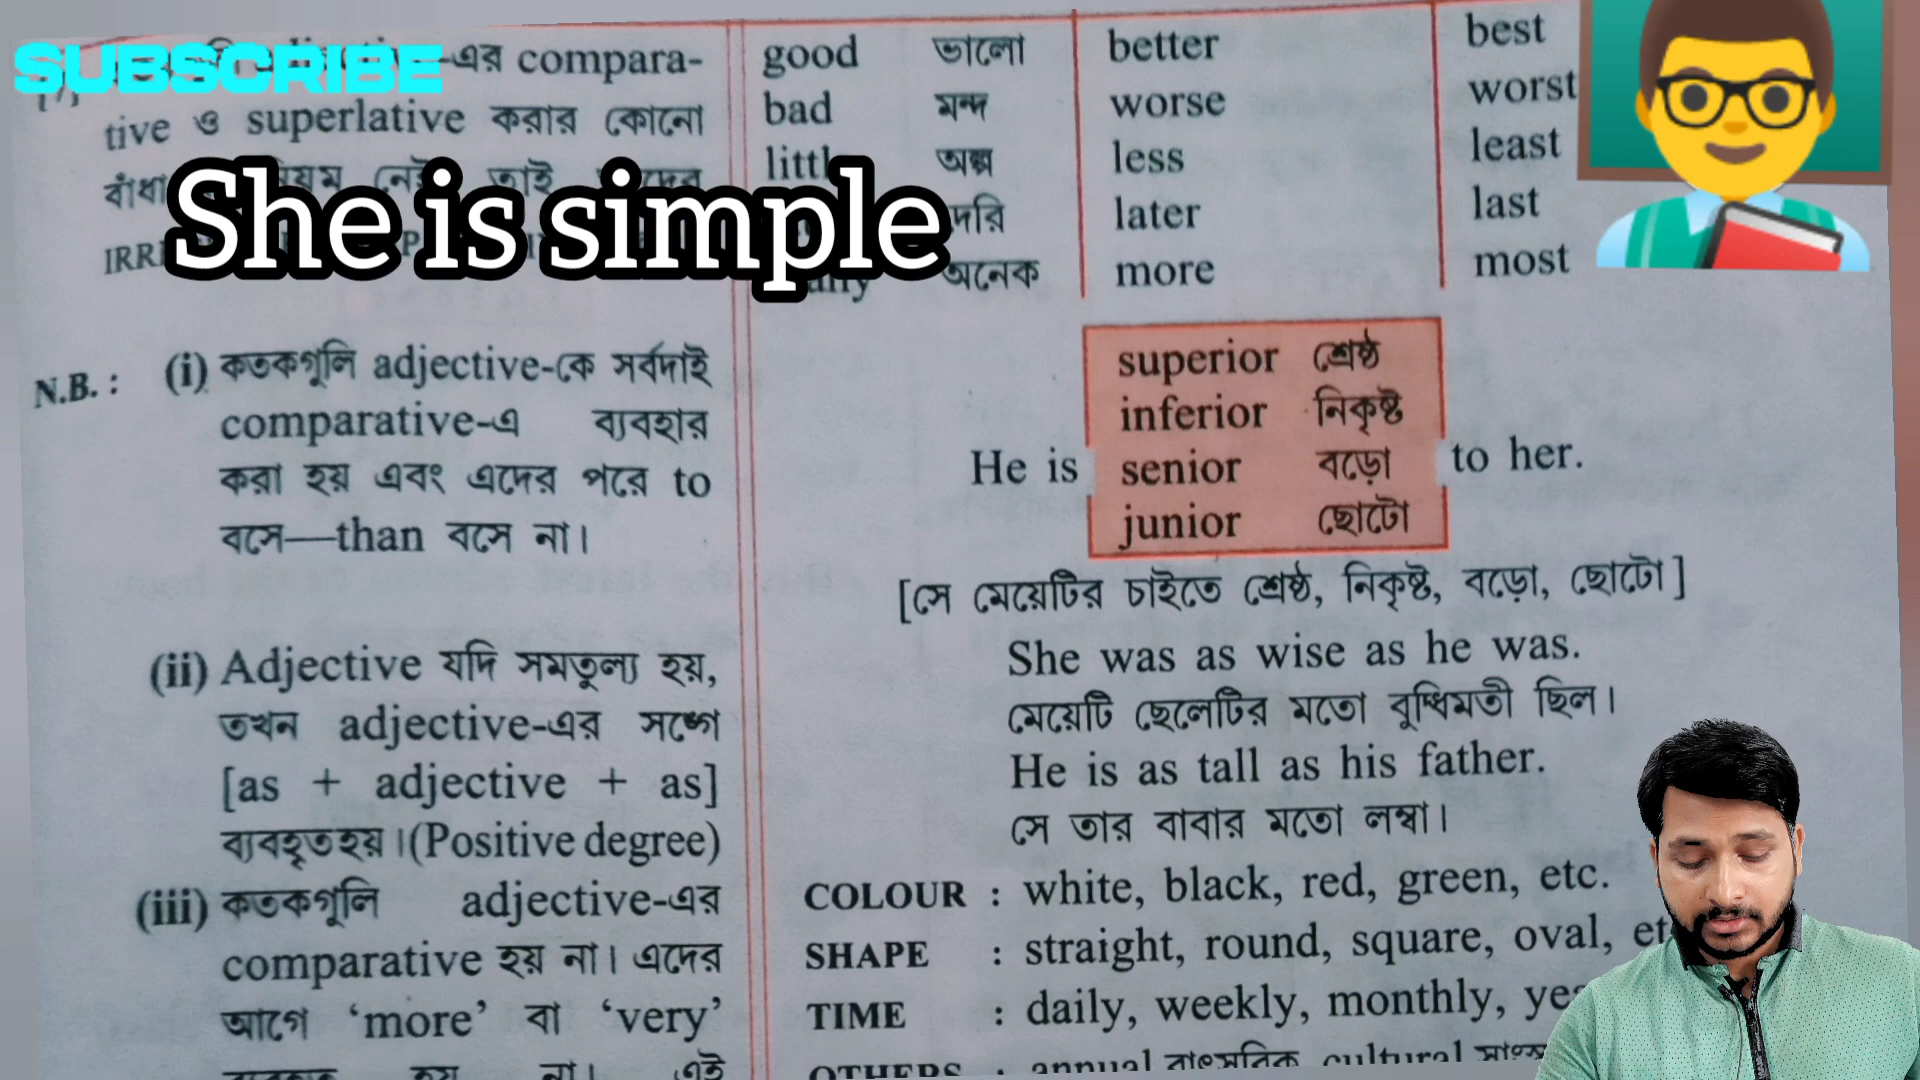 SUBSCRIBE
-এর compara-
tive ও superlative করার কোনো
She is simple
good ভালো better best
bad মন্দ worse worst
অল্প less least
later last
অনেক more most
N.B. : (i) কতকগুলি adjective-কে সর্বদাই
comparative-এ ব্যবহার
করা হয় এবং এদের পরে to
বসে—than বসে না।
superior শ্রেষ্ঠ
inferior নিকৃষ্ট
He is senior বড়ো to her.
junior ছোটো
[সে মেয়েটির চাইতে শ্রেষ্ঠ, নিকৃষ্ট, বড়ো, ছোটো]
(ii) Adjective যদি সমতুল্য হয়,
তখন adjective-এর সঙ্গে
[as + adjective + as]
ব্যবহৃত হয়।(Positive degree)
She was as wise as he was.
মেয়েটি ছেলেটির মতো বুদ্ধিমতী ছিল।
He is as tall as his father.
সে তার বাবার মতো লম্বা।
(iii) কতকগুলি adjective-এর
comparative হয় না। এদের
আগে ‘more’ বা ‘very’
COLOUR : white, black, red, green, etc.
SHAPE : straight, round, square, oval,
TIME : daily, weekly, monthly,
OTHERS : annual cultural